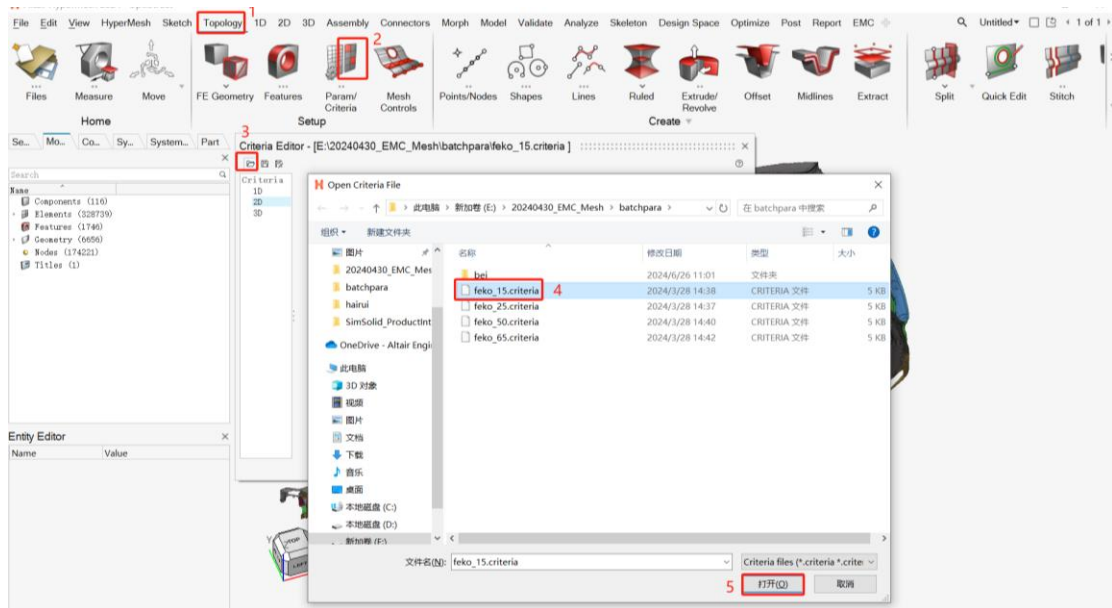 1
File Edit View HyperMesh Sketch Topology 1D 2D 3D Assembly Connectors Morph Model Validate Analyze Skeleton Design Space Optimize Post Report EMC Untitled 1 of 1
2
Files Measure Move FE Geometry Features Param/ Criteria Mesh Controls Points/Nodes Shapes Lines Ruled Extrude/ Revolve Offset Midlines Extract Split Quick Edit Stitch
Home Setup Create
3
Se... Mo... Co... Sy... System... Part
Criteria Editor - [E:\20240430_EMC_Mesh\batchpara\feko_15.criteria ]
Search
Name
Components (116)
Elements (328739)
Features (1746)
Geometry (6656)
Nodes (174221)
Titles (1)
Criteria
1D
2D
3D
Open Criteria File
此电脑 > 新加卷 (E:) > 20240430_EMC_Mesh > batchpara >
在 batchpara 中搜索
组织 新建文件夹
图片
20240430_EMC_Mes
batchpara
hairui
SimSolid_ProductInt
OneDrive - Altair Engi
此电脑
3D 对象
视频
图片
文档
下载
音乐
桌面
本地磁盘 (C:)
本地磁盘 (D:)
新加卷 (E:)
名称 修改日期 类型 大小
bei 2024/6/26 11:01 文件夹
feko_15.criteria 4 2024/3/28 14:38 CRITERIA 文件 5 KB
feko_25.criteria 2024/3/28 14:37 CRITERIA 文件 5 KB
feko_50.criteria 2024/3/28 14:40 CRITERIA 文件 5 KB
feko_65.criteria 2024/3/28 14:42 CRITERIA 文件 5 KB
Entity Editor
Name Value
Y TOP
LEFT
文件名(N): feko_15.criteria Criteria files (*.criteria *.crite
5 打开(O) 取消